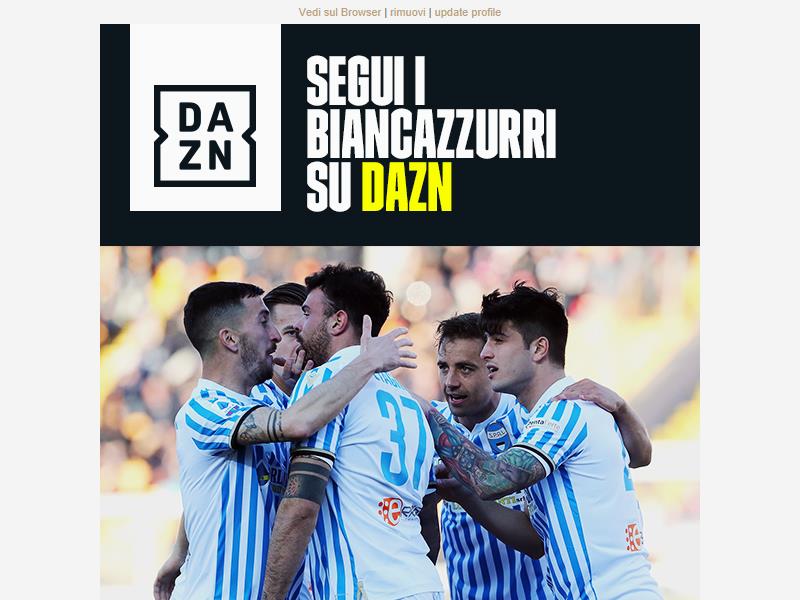 Vedi sul Browser | rimuovi | update profile
DA
ZN
SEGUI I
BIANCAZZURRI
SU DAZN
37